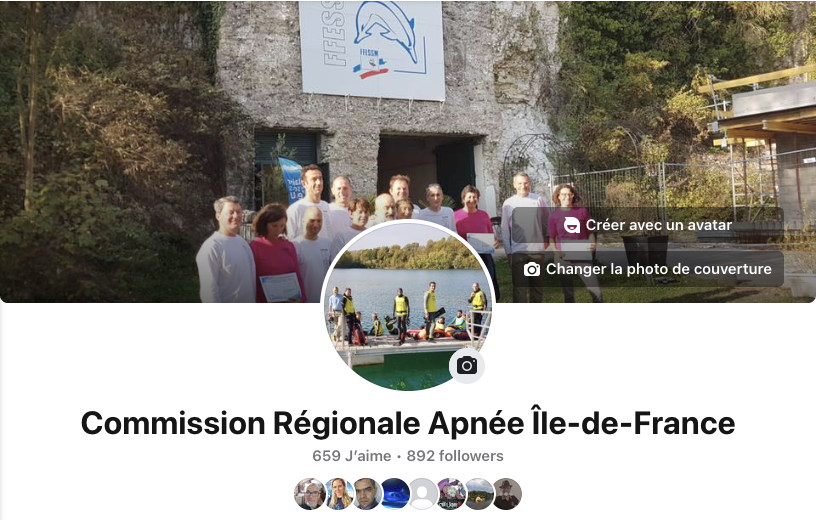 FFESSM
FFESSM
Créer avec un avatar
Changer la photo de couverture
Commission Régionale Apnée Île-de-France
659 J’aime • 892 followers